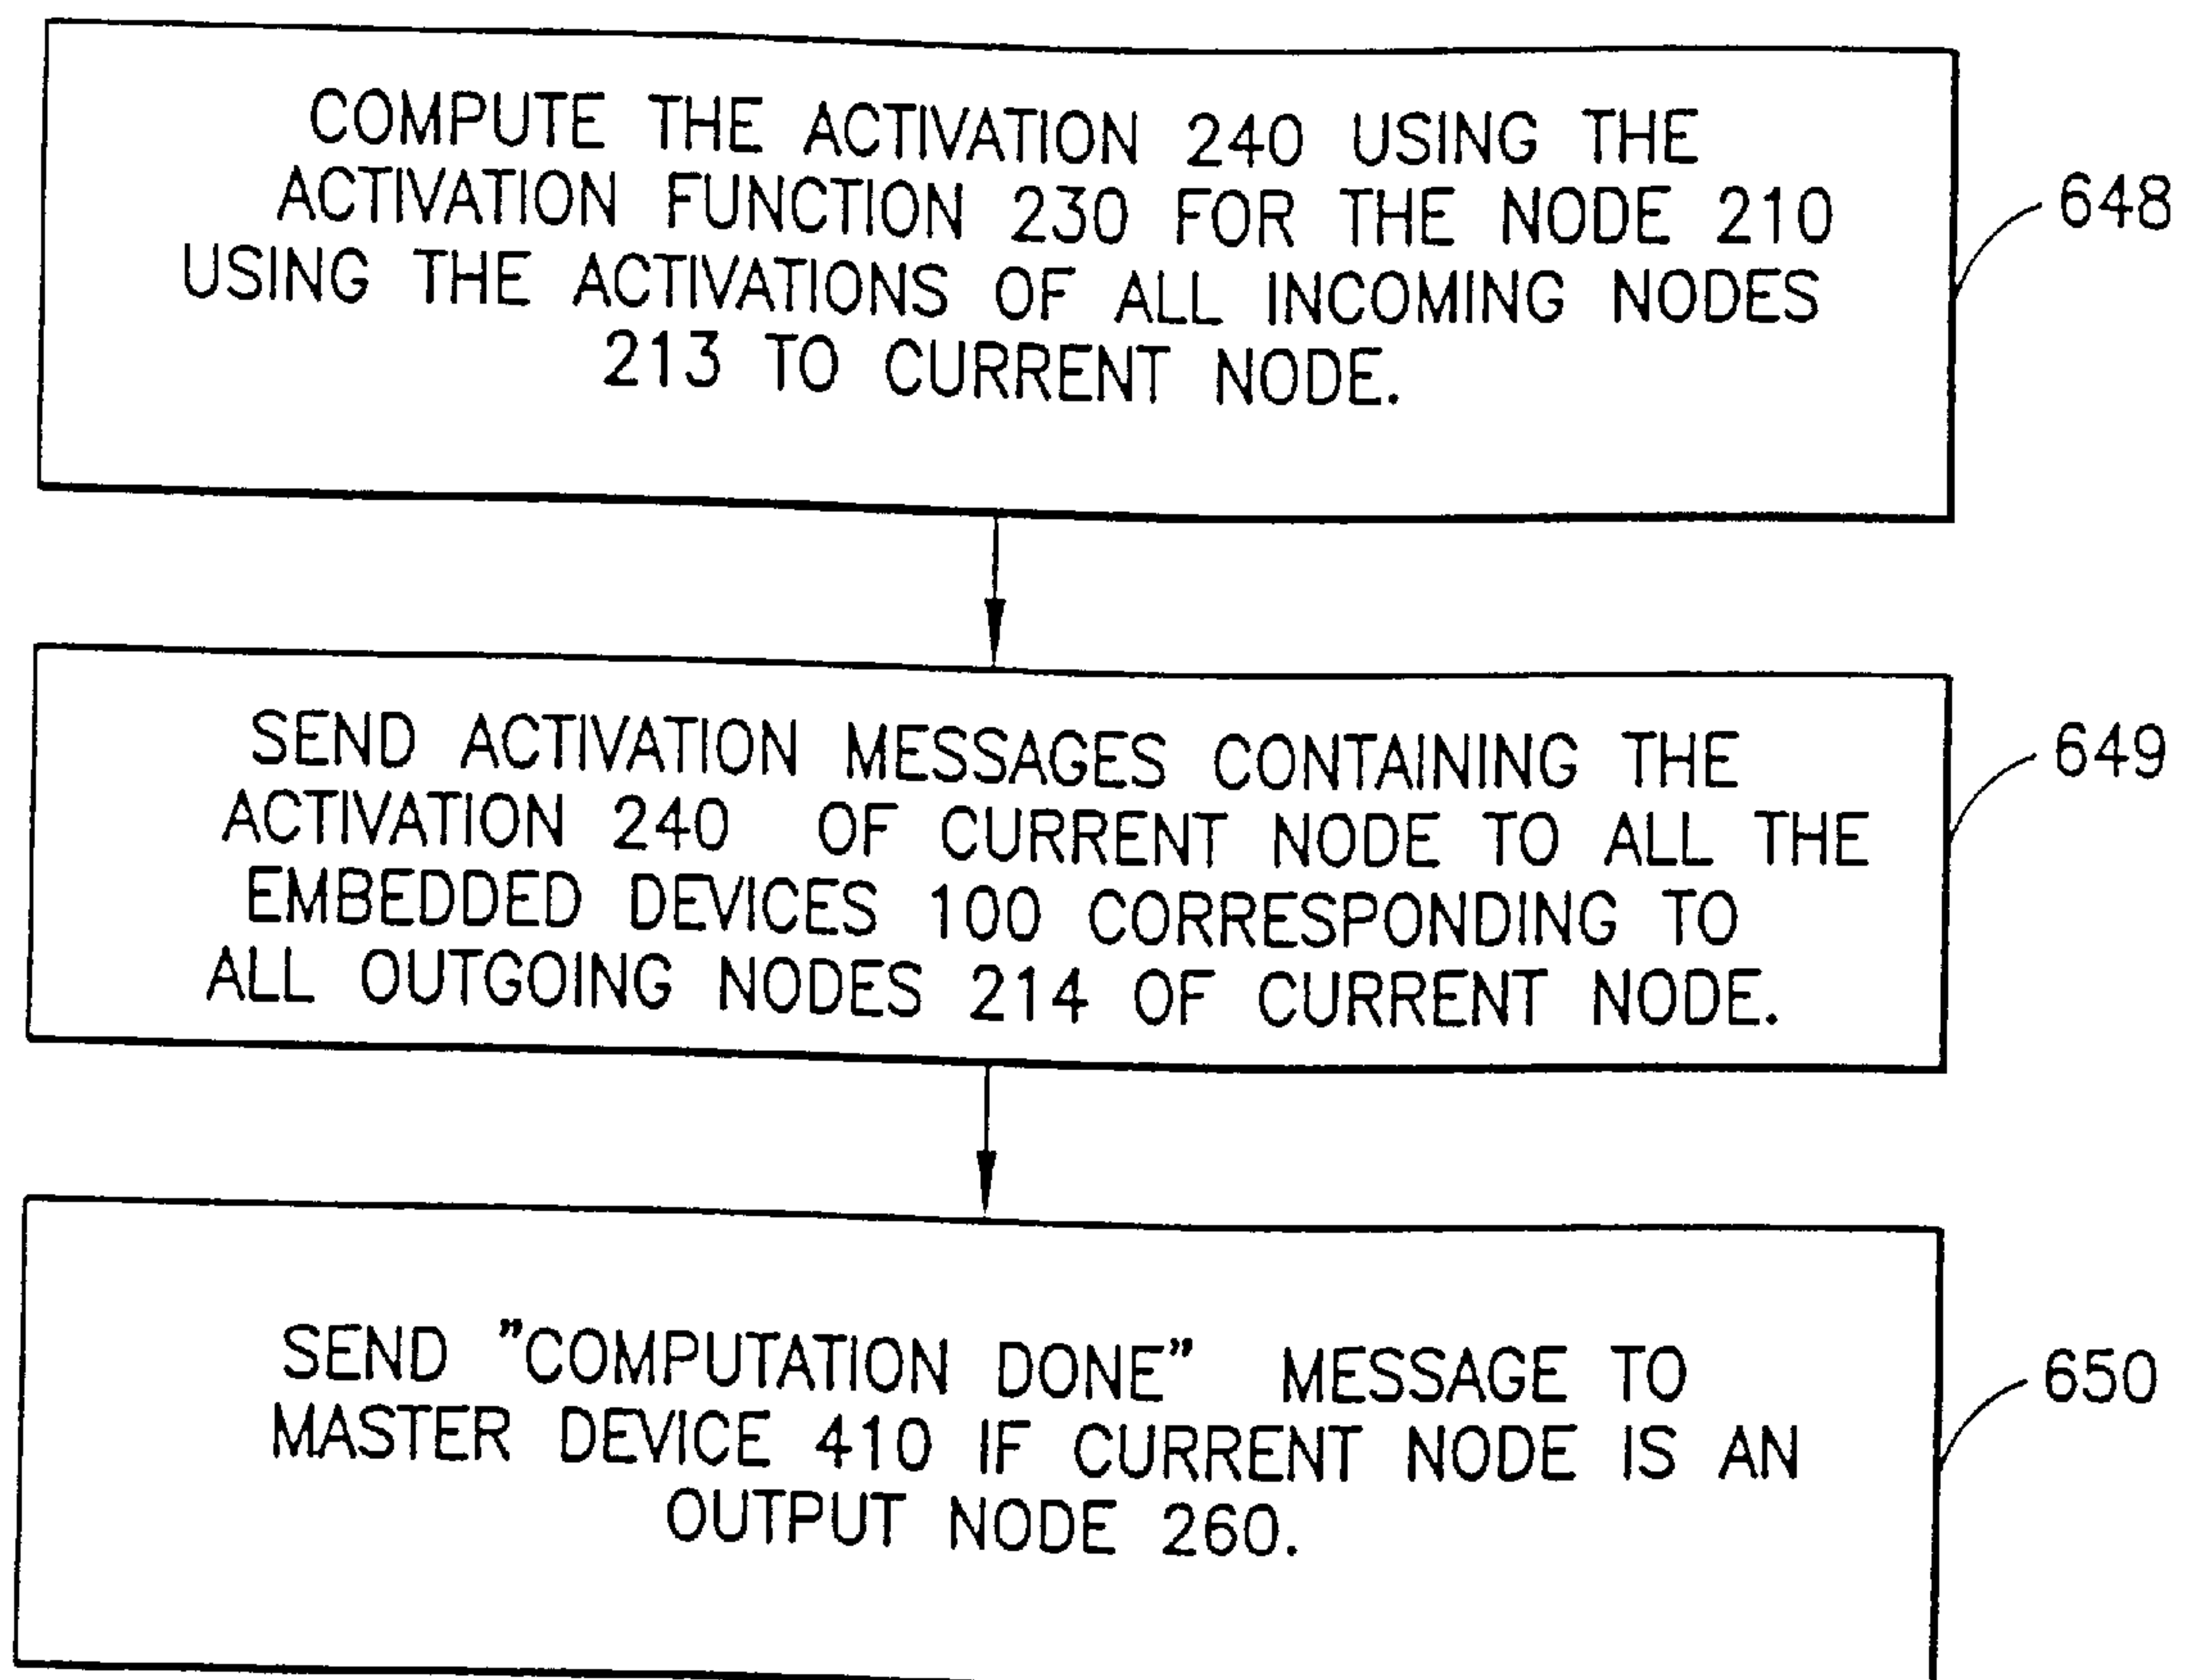 COMPUTE THE ACTIVATION 240 USING THE
ACTIVATION FUNCTION 230 FOR THE NODE 210
USING THE ACTIVATIONS OF ALL INCOMING NODES
213 TO CURRENT NODE.
648
SEND ACTIVATION MESSAGES CONTAINING THE
ACTIVATION 240 OF CURRENT NODE TO ALL THE
EMBEDDED DEVICES 100 CORRESPONDING TO
ALL OUTGOING NODES 214 OF CURRENT NODE.
649
SEND "COMPUTATION DONE" MESSAGE TO
MASTER DEVICE 410 IF CURRENT NODE IS AN
OUTPUT NODE 260.
650